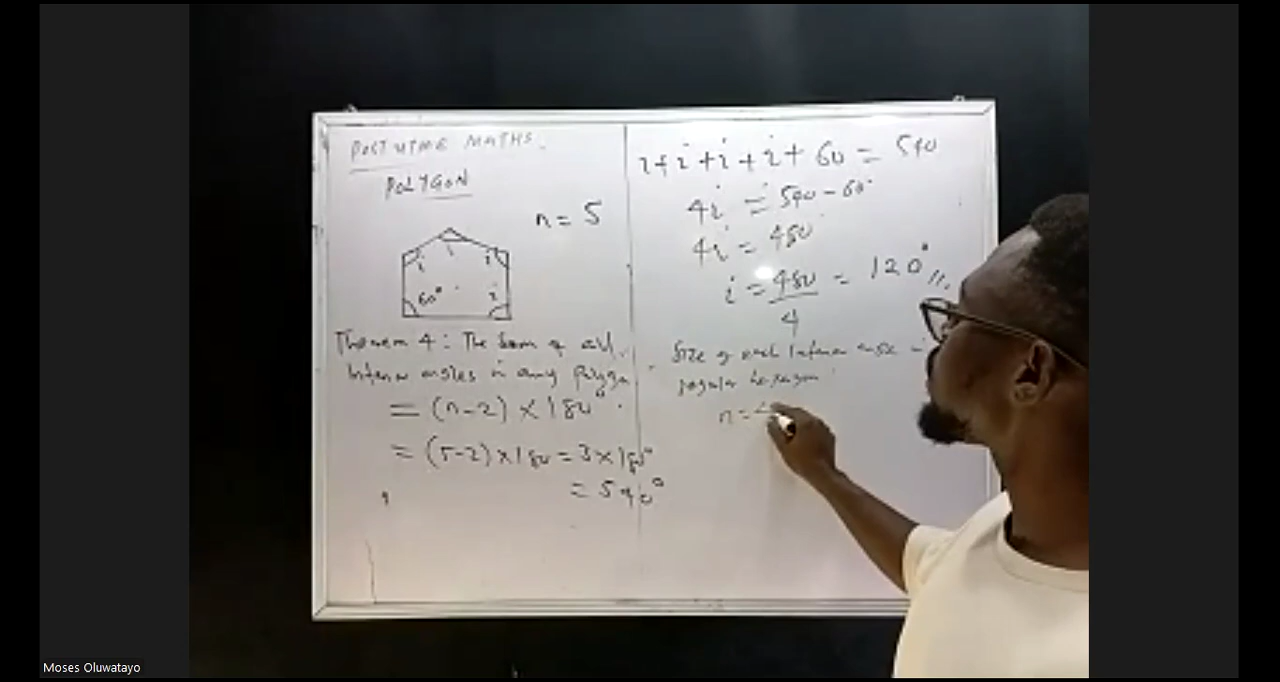 POST UTME MATHS.
POLYGON
n = 5
i
i
i
60°
i
Theorem 4: The Sum of all
Interior angles in any Polygon
= (n-2) × 180°.
= (5-2) × 180 = 3 × 180°
= 540°
i + i + i + i + 60 = 540
4i = 540 - 60°
4i = 480
i = 480 = 120°
4
Size of each Interior angle
regular hexagon
n =
Moses Oluwatayo